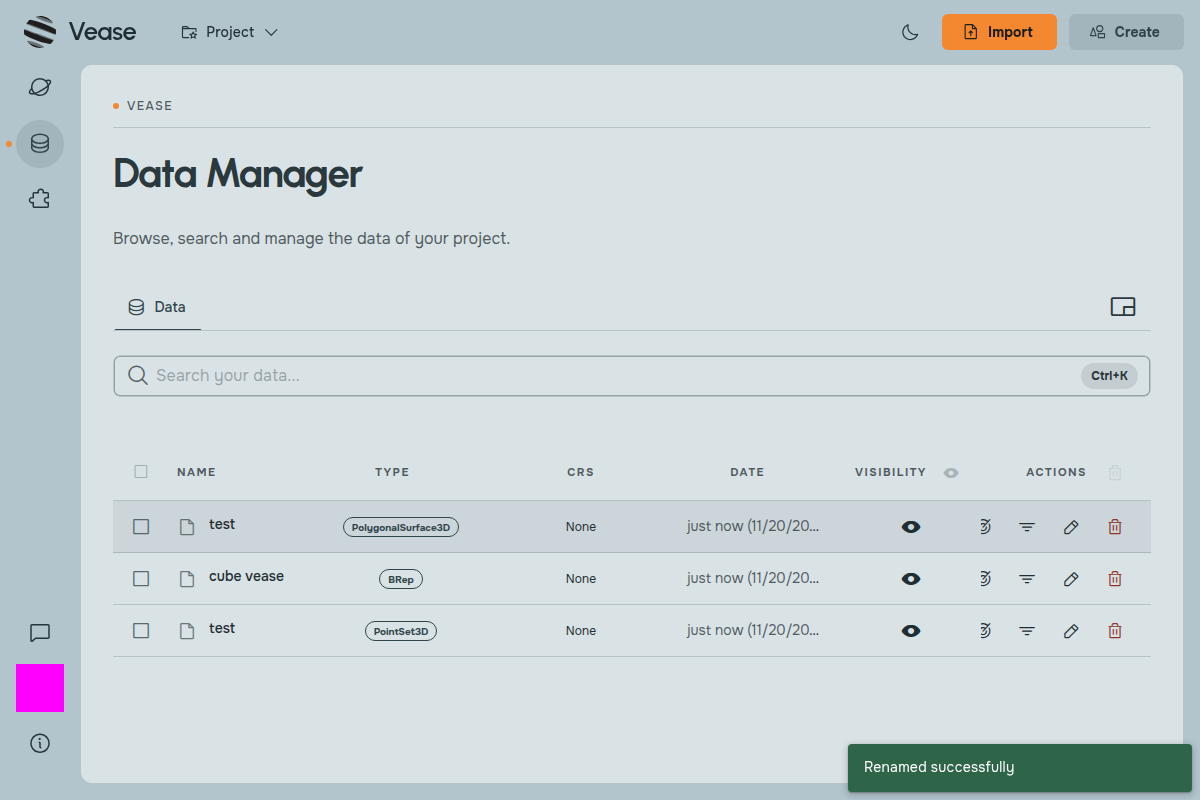 Vease
Project
Import
Create
VEASE
Data Manager
Browse, search and manage the data of your project.
Data
Search your data...
Ctrl+K
NAME TYPE CRS DATE VISIBILITY ACTIONS
test PolygonalSurface3D None just now (11/20/20...
cube vease BRep None just now (11/20/20...
test PointSet3D None just now (11/20/20...
Renamed successfully